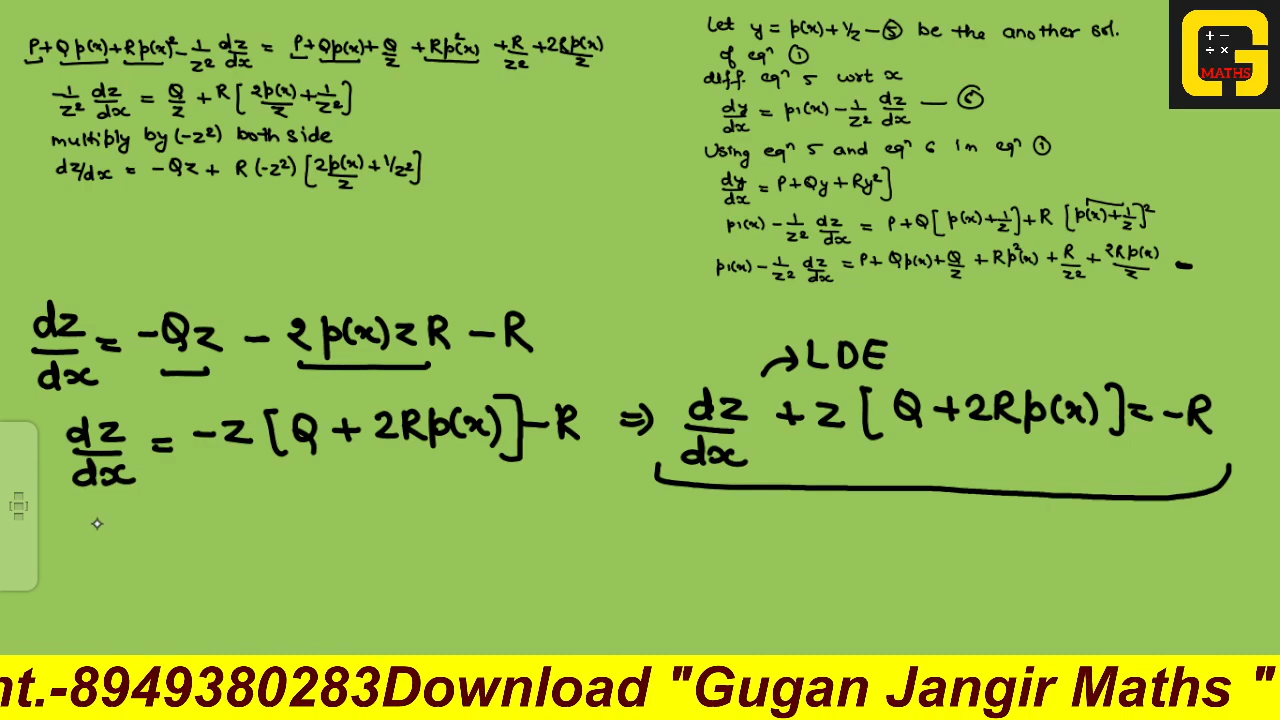 P+Qp(x)+Rp(x)²-1/z² dz/dx = P+Qp(x)+Q/z+Rp²(x)+R/z²+2Rp(x)/z
-1/z² dz/dx = Q/z + R[2p(x)/z+1/z²]
multiply by (-z²) both side
dz/dx = -Qz + R(-z²)[2p(x)/z+1/z²]
Let y = p(x)+1/z-⑤ be the another sol.
of eqⁿ ①
diff. eqⁿ 5 wrt x
dy/dx = p1(x)-1/z² dz/dx — ⑥
Using eqⁿ 5 and eqⁿ 6 in eqⁿ ①
dy/dx = P+Qy+Ry²]
p1(x)-1/z² dz/dx = P+Q[p(x)+1/z]+R[p(x)+1/z]²
p1(x)-1/z² dz/dx = P+Qp(x)+Q/z+Rp²(x)+R/z²+2Rp(x)/z -
G
+ -
÷ ×
MATHS
dz/dx = -Qz - 2p(x)zR - R
→LDE
dz/dx = -z[Q+2Rp(x)]-R ⇒ dz/dx + z[Q+2Rp(x)]=-R
nt.-8949380283Download "Gugan Jangir Maths "